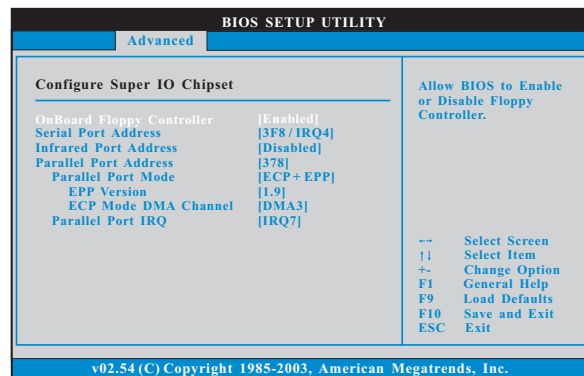 BIOS SETUP UTILITY
Advanced
Configure Super IO Chipset
OnBoard Floppy Controller [Enabled]
Serial Port Address [3F8 / IRQ4]
Infrared Port Address [Disabled]
Parallel Port Address [378]
Parallel Port Mode [ECP + EPP]
EPP Version [1.9]
ECP Mode DMA Channel [DMA3]
Parallel Port IRQ [IRQ7]
Allow BIOS to Enable
or Disable Floppy
Controller.
↔ Select Screen
↑↓ Select Item
+- Change Option
F1 General Help
F9 Load Defaults
F10 Save and Exit
ESC Exit
v02.54 (C) Copyright 1985-2003, American Megatrends, Inc.